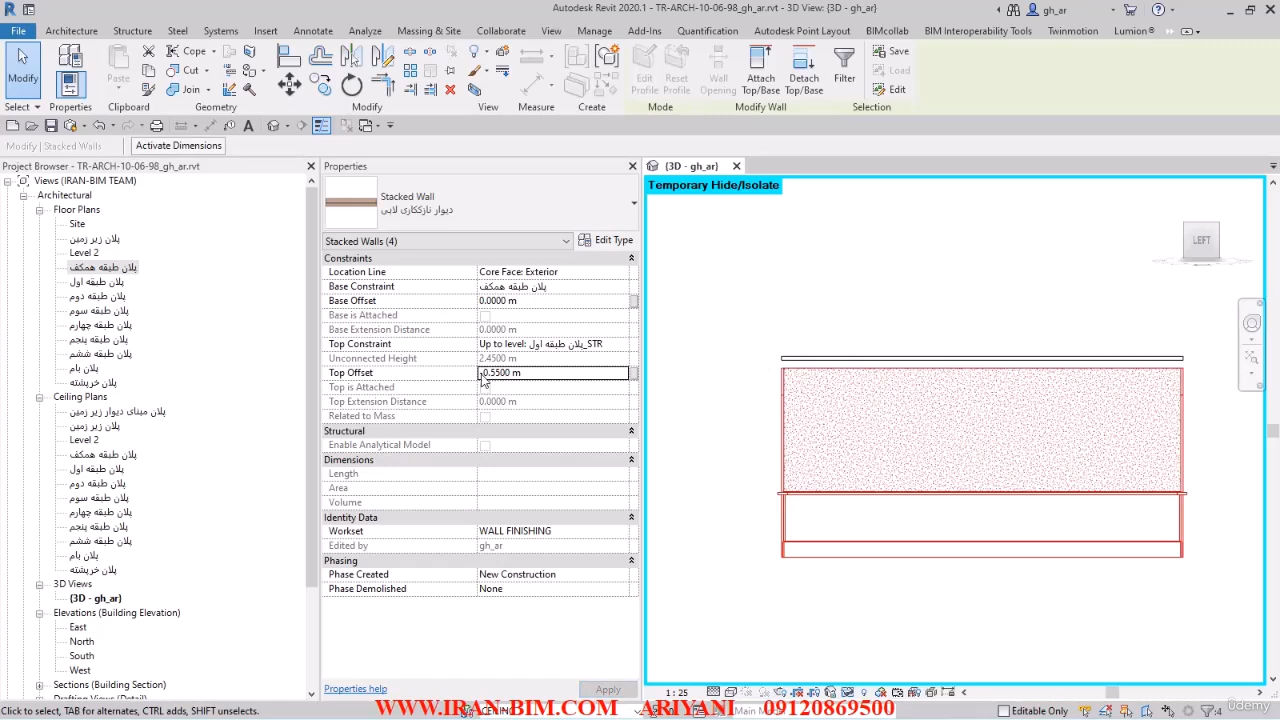 Autodesk Revit 2020.1 - TR-ARCH-10-06-98_gh_ar.rvt - 3D View: {3D - gh_ar}
gh_ar
File Architecture Structure Steel Systems Insert Annotate Analyze Massing & Site Collaborate View Manage Add-Ins Quantification Autodesk Point Layout BIMcollab BIM Interoperability Tools Twinmotion Lumion®
Modify
Properties
Paste
Cope
Cut
Join
Edit Profile
Reset Profile
Wall Opening
Attach Top/Base
Detach Top/Base
Filter
Save
Load
Edit
Select Properties Clipboard Geometry Modify View Measure Create Mode Modify Wall Selection
Modify | Stacked Walls
Activate Dimensions
Project Browser - TR-ARCH-10-06-98_gh_ar.rvt
Views (IRAN-BIM TEAM)
Architectural
Floor Plans
Site
پلان زیر زمین
Level 2
پلان طبقه همکف
پلان طبقه اول
پلان طبقه دوم
پلان طبقه سوم
پلان طبقه چهارم
پلان طبقه پنجم
پلان طبقه ششم
پلان بام
پلان خرپشته
Ceiling Plans
پلان مبنای دیوار زیر زمین
پلان زیر زمین
Level 2
پلان طبقه همکف
پلان طبقه اول
پلان طبقه دوم
پلان طبقه سوم
پلان طبقه چهارم
پلان طبقه پنجم
پلان طبقه ششم
پلان بام
پلان خرپشته
3D Views
{3D - gh_ar}
Elevations (Building Elevation)
East
North
South
West
Sections (Building Section)
Drafting Views (Detail)
Properties
Stacked Wall
دیوار نازککاری لابی
Stacked Walls (4)
Edit Type
Constraints
Location Line Core Face: Exterior
Base Constraint پلان طبقه همکف
Base Offset 0.0000 m
Base is Attached
Base Extension Distance 0.0000 m
Top Constraint Up to level: پلان طبقه اول_STR
Unconnected Height 2.4500 m
Top Offset -0.5500 m
Top is Attached
Top Extension Distance 0.0000 m
Related to Mass
Structural
Enable Analytical Model
Dimensions
Length
Area
Volume
Identity Data
Workset WALL FINISHING
Edited by gh_ar
Phasing
Phase Created New Construction
Phase Demolished None
Properties help
Apply
{3D - gh_ar}
Temporary Hide/Isolate
LEFT
1 : 25
Click to select, TAB for alternates, CTRL adds, SHIFT unselects.
WWW.IRAN-BIM.COM ARIYANI 09120869500
Editable Only
:4
Udemy